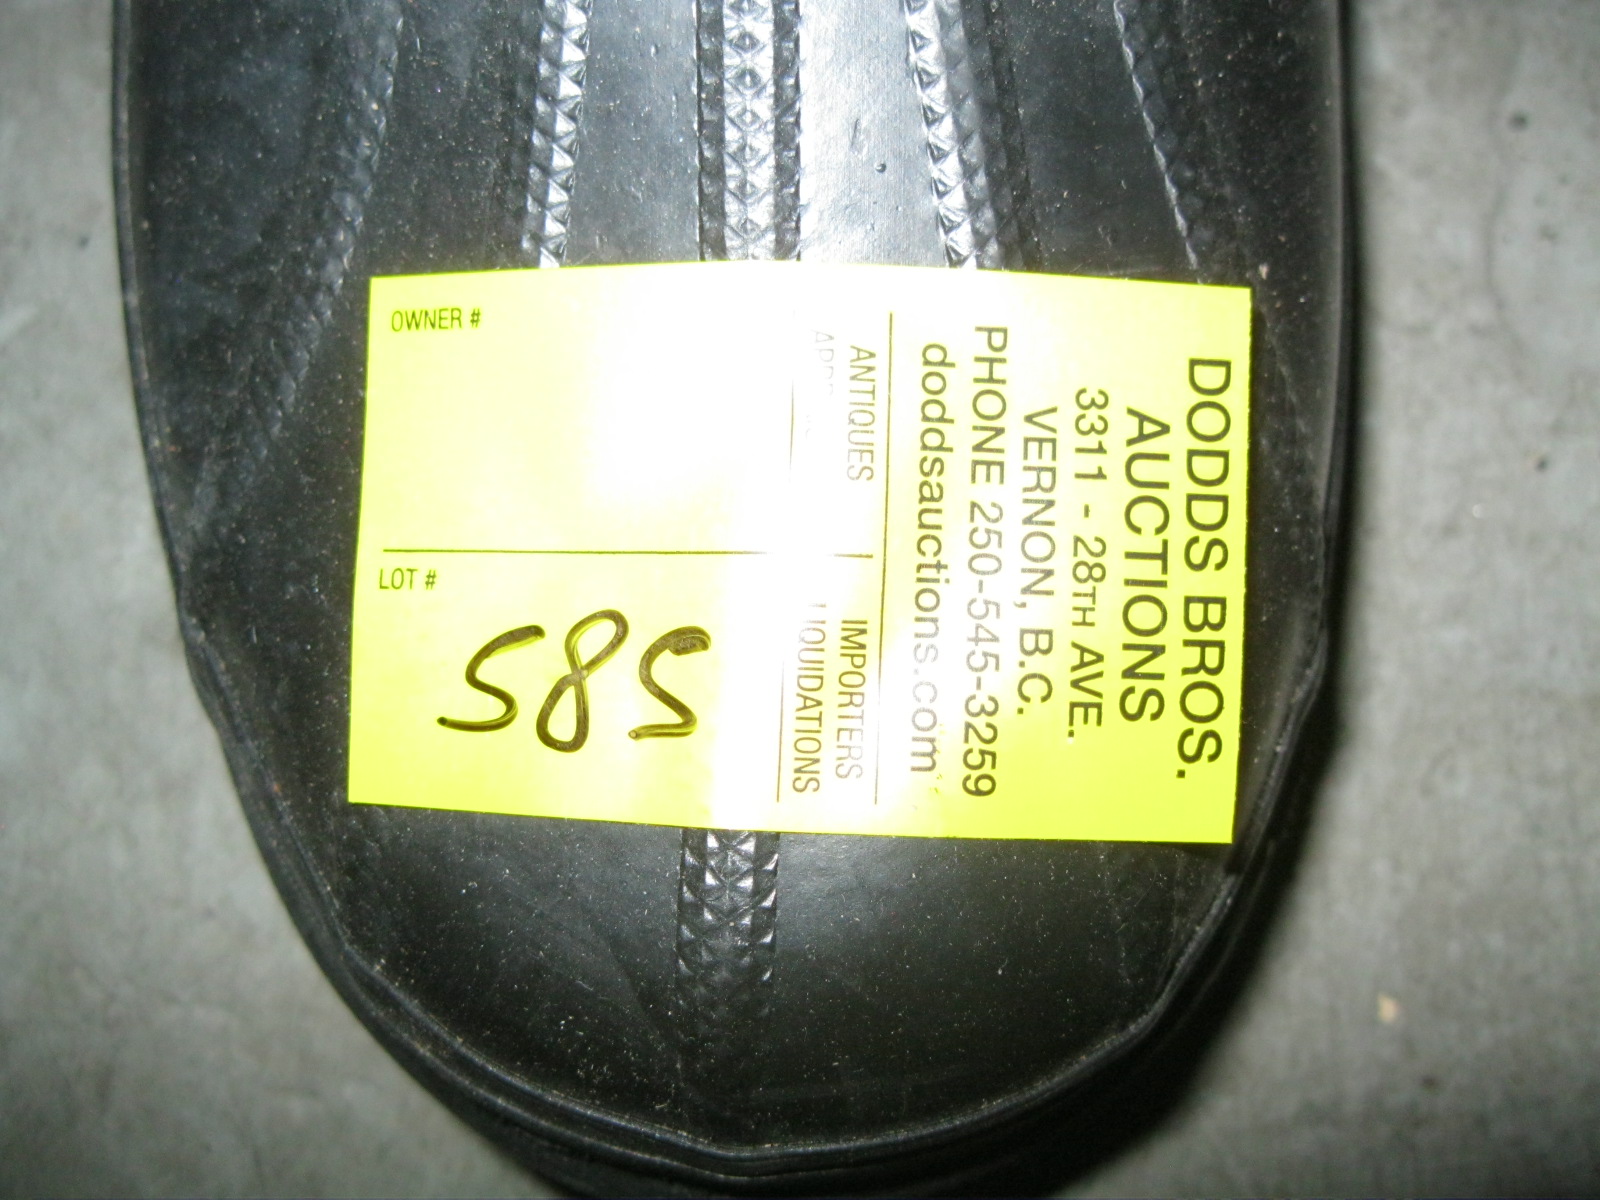 DODDS BROS.
AUCTIONS
3311 - 28TH AVE.
VERNON, B.C.
PHONE 250-545-3259
doddsauctions.com
ANTIQUES IMPORTERS
LIQUIDATIONS
OWNER #
LOT #
585